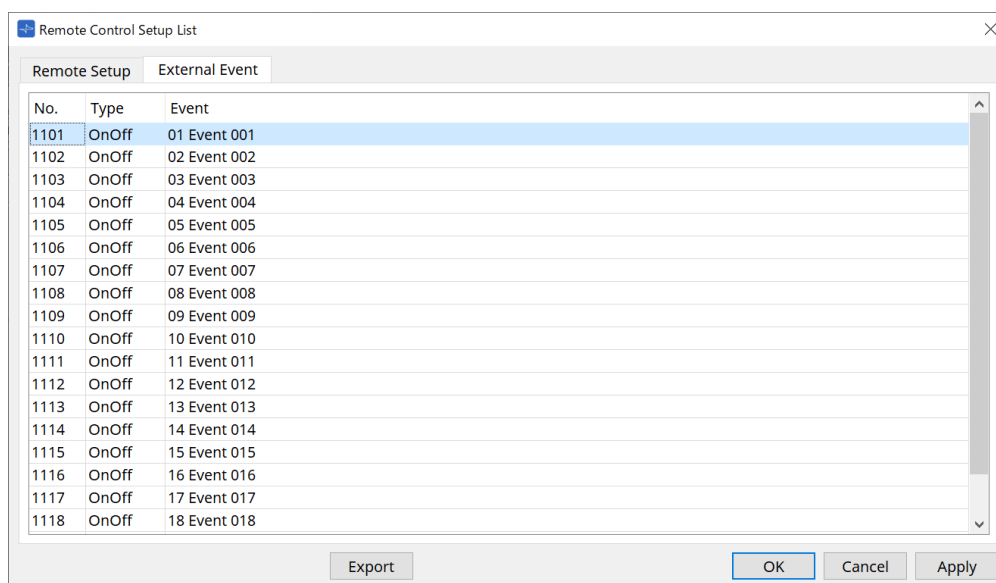 Remote Control Setup List
Remote Setup External Event
No. Type Event
1101 OnOff 01 Event 001
1102 OnOff 02 Event 002
1103 OnOff 03 Event 003
1104 OnOff 04 Event 004
1105 OnOff 05 Event 005
1106 OnOff 06 Event 006
1107 OnOff 07 Event 007
1108 OnOff 08 Event 008
1109 OnOff 09 Event 009
1110 OnOff 10 Event 010
1111 OnOff 11 Event 011
1112 OnOff 12 Event 012
1113 OnOff 13 Event 013
1114 OnOff 14 Event 014
1115 OnOff 15 Event 015
1116 OnOff 16 Event 016
1117 OnOff 17 Event 017
1118 OnOff 18 Event 018
Export OK Cancel Apply